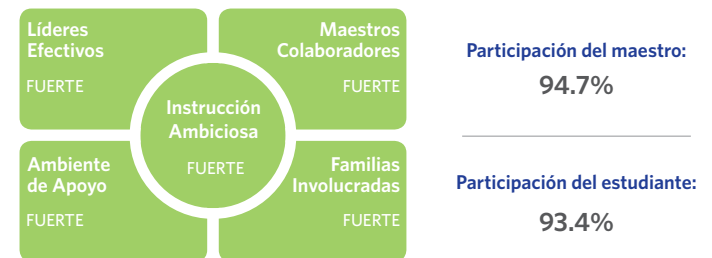 Líderes
Efectivos
FUERTE
Maestros
Colaboradores
FUERTE
Instrucción
Ambiciosa
FUERTE
Ambiente
de Apoyo
FUERTE
Familias
Involucradas
FUERTE
Participación del maestro:
94.7%
Participación del estudiante:
93.4%